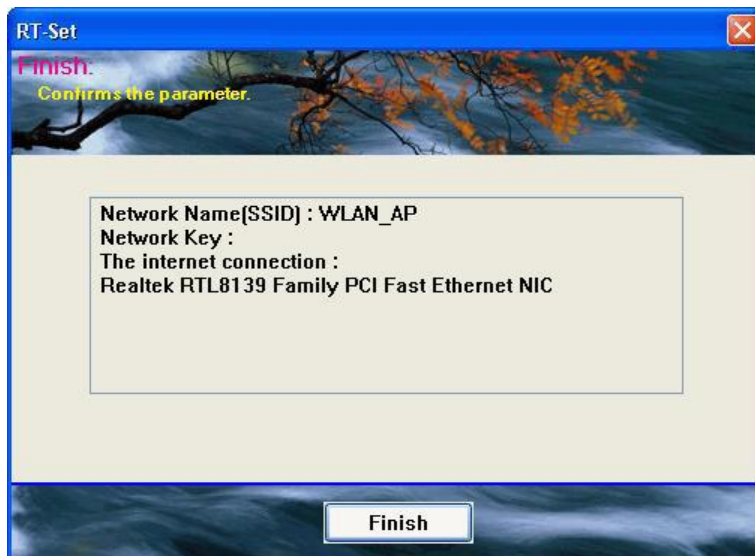 RT-Set
Finish:
Confirms the parameter.
Network Name(SSID) : WLAN_AP
Network Key :
The internet connection :
Realtek RTL8139 Family PCI Fast Ethernet NIC
Finish